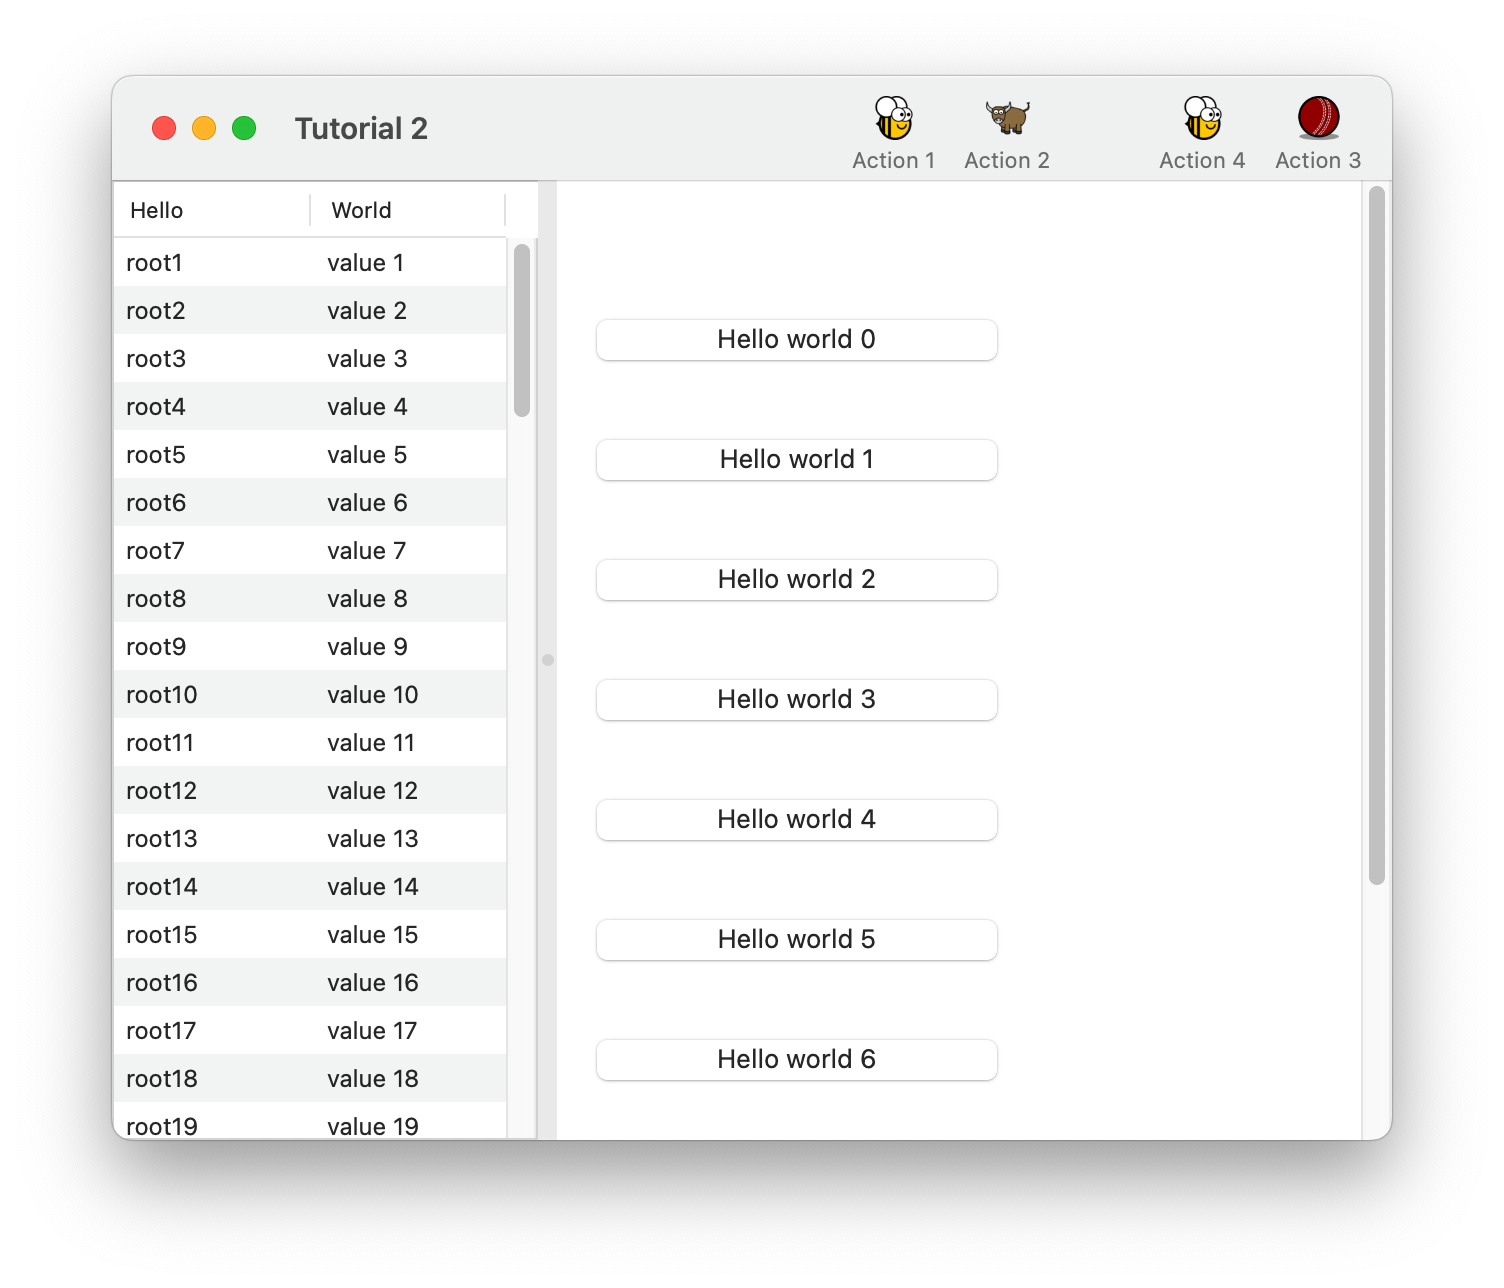 Tutorial 2
Action 1 Action 2 Action 4 Action 3
Hello World
root1 value 1
root2 value 2
root3 value 3
root4 value 4
root5 value 5
root6 value 6
root7 value 7
root8 value 8
root9 value 9
root10 value 10
root11 value 11
root12 value 12
root13 value 13
root14 value 14
root15 value 15
root16 value 16
root17 value 17
root18 value 18
root19 value 19
Hello world 0
Hello world 1
Hello world 2
Hello world 3
Hello world 4
Hello world 5
Hello world 6